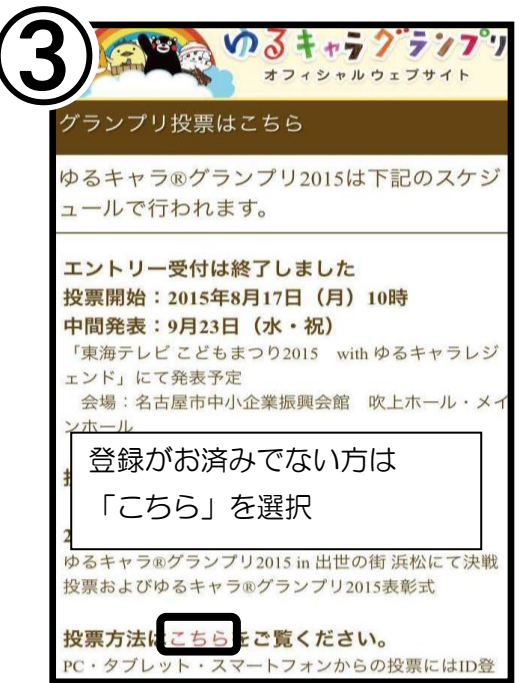 ③
ゆるキャラグランプリ
オフィシャルウェブサイト
グランプリ投票はこちら
ゆるキャラ®グランプリ2015は下記のスケジ
ュールで行われます。
エントリー受付は終了しました
投票開始：2015年8月17日（月）10時
中間発表：9月23日（水・祝）
「東海テレビ こどもまつり2015　with ゆるキャラレジ
ェンド」にて発表予定
会場：名古屋市中小企業振興会館　吹上ホール・メイ
ンホール
登録がお済みでない方は
「こちら」を選択
ゆるキャラ®グランプリ2015 in 出世の街 浜松にて決戦
投票およびゆるキャラ®グランプリ2015表彰式
投票方法はこちらをご覧ください。
PC・タブレット・スマートフォンからの投票にはID登